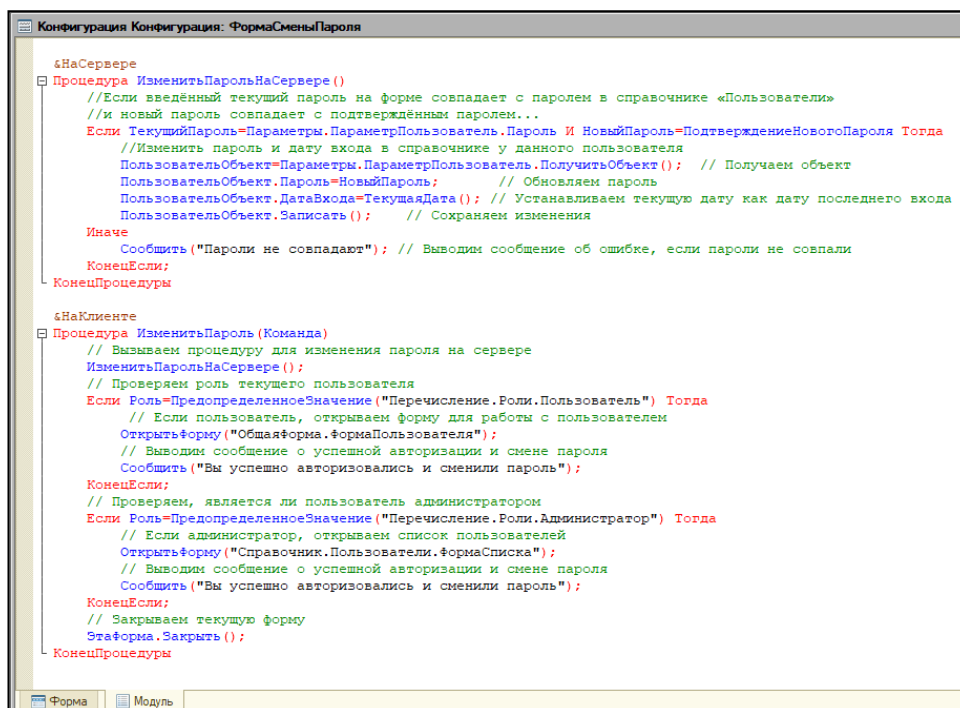 Конфигурация Конфигурация: ФормаСменыПароля
&НаСервере
Процедура ИзменитьПарольНаСервере()
//Если введённый текущий пароль на форме совпадает с паролем в справочнике «Пользователи»
//и новый пароль совпадает с подтверждённым паролем...
Если ТекущийПароль=Параметры.ПараметрПользователь.Пароль И НовыйПароль=ПодтверждениеНовогоПароля Тогда
//Изменить пароль и дату входа в справочнике у данного пользователя
ПользовательОбъект=Параметры.ПараметрПользователь.ПолучитьОбъект(); // Получаем объект
ПользовательОбъект.Пароль=НовыйПароль; // Обновляем пароль
ПользовательОбъект.ДатаВхода=ТекущаяДата(); // Устанавливаем текущую дату как дату последнего входа
ПользовательОбъект.Записать(); // Сохраняем изменения
Иначе
Сообщить("Пароли не совпадают"); // Выводим сообщение об ошибке, если пароли не совпали
КонецЕсли;
КонецПроцедуры
&НаКлиенте
Процедура ИзменитьПароль(Команда)
// Вызываем процедуру для изменения пароля на сервере
ИзменитьПарольНаСервере();
// Проверяем роль текущего пользователя
Если Роль=ПредопределенноеЗначение("Перечисление.Роли.Пользователь") Тогда
// Если пользователь, открываем форму для работы с пользователем
ОткрытьФорму("ОбщаяФорма.ФормаПользователя");
// Выводим сообщение о успешной авторизации и смене пароля
Сообщить("Вы успешно авторизовались и сменили пароль");
КонецЕсли;
// Проверяем, является ли пользователь администратором
Если Роль=ПредопределенноеЗначение("Перечисление.Роли.Администратор") Тогда
// Если администратор, открываем список пользователей
ОткрытьФорму("Справочник.Пользователи.ФормаСписка");
// Выводим сообщение о успешной авторизации и смене пароля
Сообщить("Вы успешно авторизовались и сменили пароль");
КонецЕсли;
// Закрываем текущую форму
ЭтаФорма.Закрыть();
КонецПроцедуры
Форма Модуль